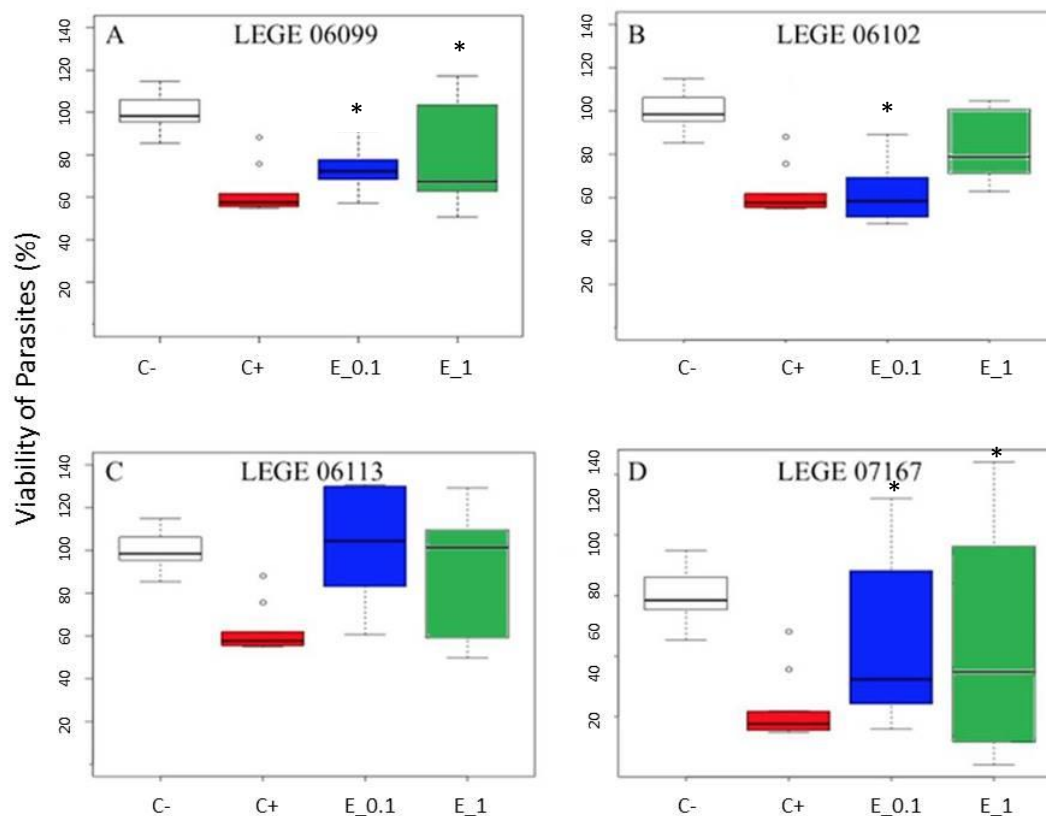 Viability of Parasites (%)
A
LEGE 06099
*
*
140
120
100
80
60
40
20
C-
C+
E_0.1
E_1
B
LEGE 06102
*
140
120
100
80
60
40
20
C-
C+
E_0.1
E_1
C
LEGE 06113
140
120
100
80
60
40
20
C-
C+
E_0.1
E_1
D
LEGE 07167
*
*
140
120
100
80
60
40
20
C-
C+
E_0.1
E_1